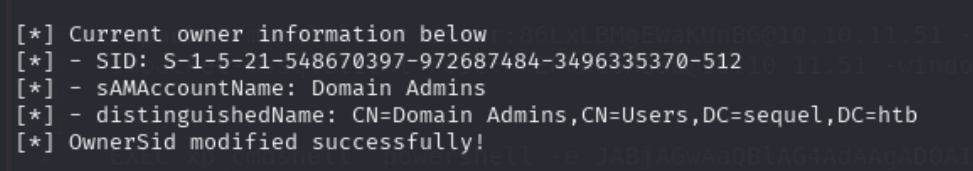 [*] Current owner information below
[*] - SID: S-1-5-21-548670397-972687484-3496335370-512
[*] - sAMAccountName: Domain Admins
[*] - distinguishedName: CN=Domain Admins,CN=Users,DC=sequel,DC=htb
[*] OwnerSid modified successfully!